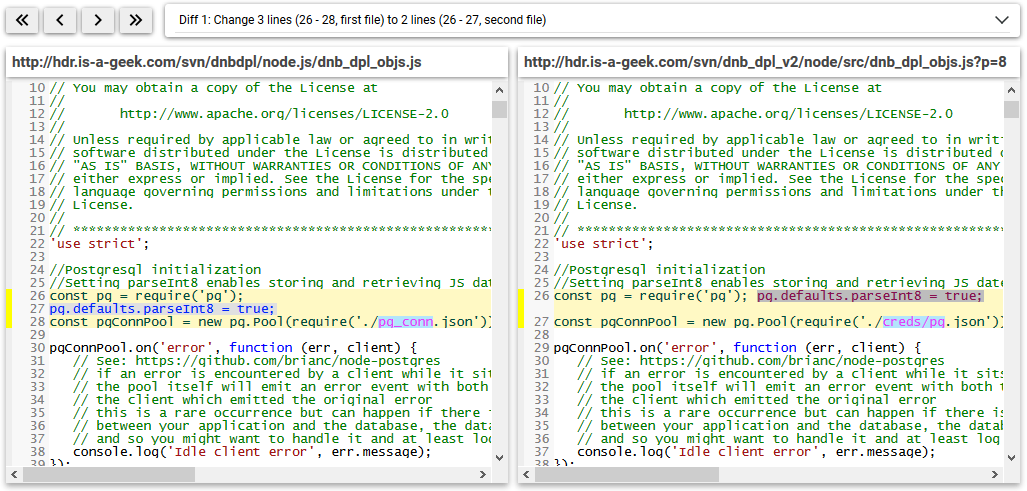 Diff 1: Change 3 lines (26 - 28, first file) to 2 lines (26 - 27, second file)
http://hdr.is-a-geek.com/svn/dnbdpl/node.js/dnb_dpl_objs.js
10 // You may obtain a copy of the License at
11 //
12 //       http://www.apache.org/licenses/LICENSE-2.0
13 //
14 // Unless required by applicable law or agreed to in writ
15 // software distributed under the License is distributed
16 // "AS IS" BASIS, WITHOUT WARRANTIES OR CONDITIONS OF ANY
17 // either express or implied. See the License for the spe
18 // language governing permissions and limitations under t
19 // License.
20 //
21 // ******************************************************
22 'use strict';
23
24 //Postgresql initialization
25 //Setting parseInt8 enables storing and retrieving JS dat
26 const pg = require('pg');
27 pg.defaults.parseInt8 = true;
28 const pgConnPool = new pg.Pool(require('./pg_conn.json'))
29
30 pgConnPool.on('error', function (err, client) {
31    // See: https://github.com/brianc/node-postgres
32    // if an error is encountered by a client while it sit
33    // the pool itself will emit an error event with both
34    // the client which emitted the original error
35    // this is a rare occurrence but can happen if there i
36    // between your application and the database, the data
37    // and so you might want to handle it and at least log
38    console.log('Idle client error', err.message);
39 });
http://hdr.is-a-geek.com/svn/dnb_dpl_v2/node/src/dnb_dpl_objs.js?p=8
10 // You may obtain a copy of the License at
11 //
12 //       http://www.apache.org/licenses/LICENSE-2.0
13 //
14 // Unless required by applicable law or agreed to in writ
15 // software distributed under the License is distributed
16 // "AS IS" BASIS, WITHOUT WARRANTIES OR CONDITIONS OF ANY
17 // either express or implied. See the License for the spe
18 // language governing permissions and limitations under th
19 // License.
20 //
21 // ******************************************************
22 'use strict';
23
24 //Postgresql initialization
25 //Setting parseInt8 enables storing and retrieving JS date
26 const pg = require('pg'); pg.defaults.parseInt8 = true;
27 const pgConnPool = new pg.Pool(require('./creds/pg.json'))
28
29 pgConnPool.on('error', function (err, client) {
30    // See: https://github.com/brianc/node-postgres
31    // if an error is encountered by a client while it sits
32    // the pool itself will emit an error event with both t
33    // the client which emitted the original error
34    // this is a rare occurrence but can happen if there is
35    // between your application and the database, the datab
36    // and so you might want to handle it and at least log
37    console.log('Idle client error', err.message);
38 });